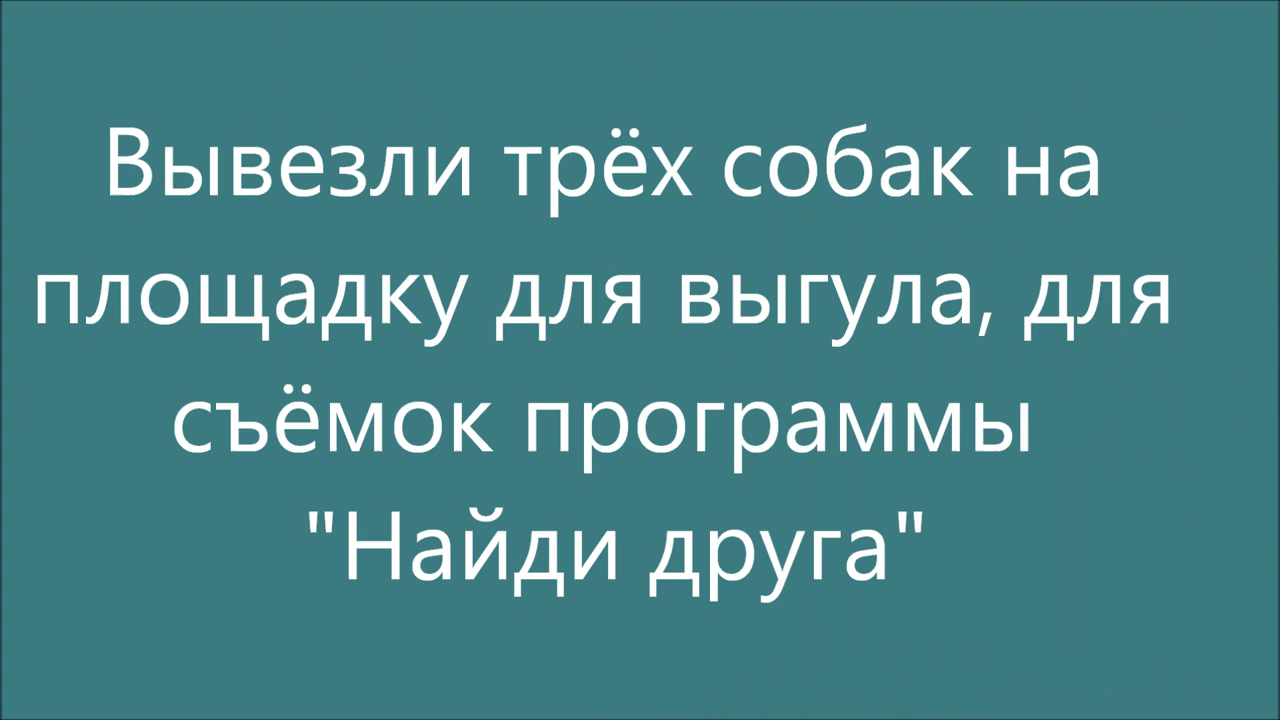 Вывезли трёх собак на
площадку для выгула, для
съёмок программы
"Найди друга"